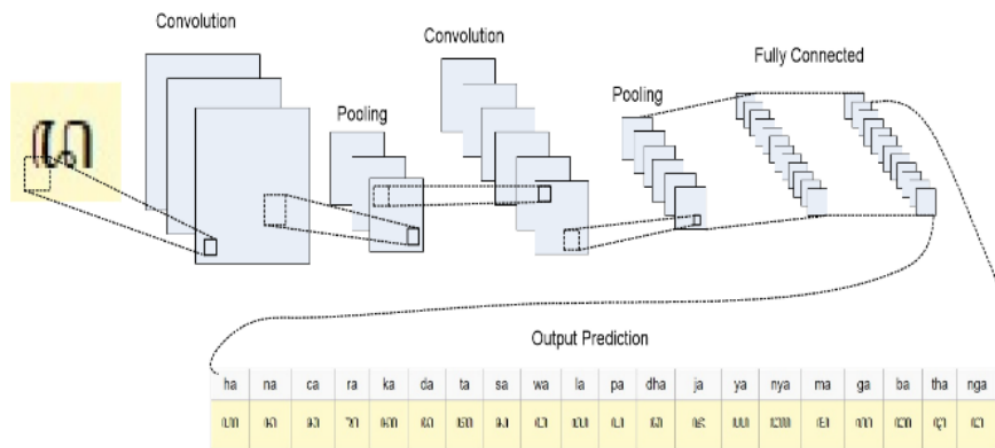 Convolution
Convolution
Fully Connected
Pooling
Pooling
Output Prediction
ha na ca ra ka da ta sa wa la pa dha ja ya nya ma ga ba tha nga
ꦲ ꦤ ꦕ ꦫ ꦏ ꦢ ꦠ ꦱ ꦮ ꦭ ꦥ ꦝ ꦗ ꦪ ꦚ ꦩ ꦒ ꦧ ꦛ ꦔ